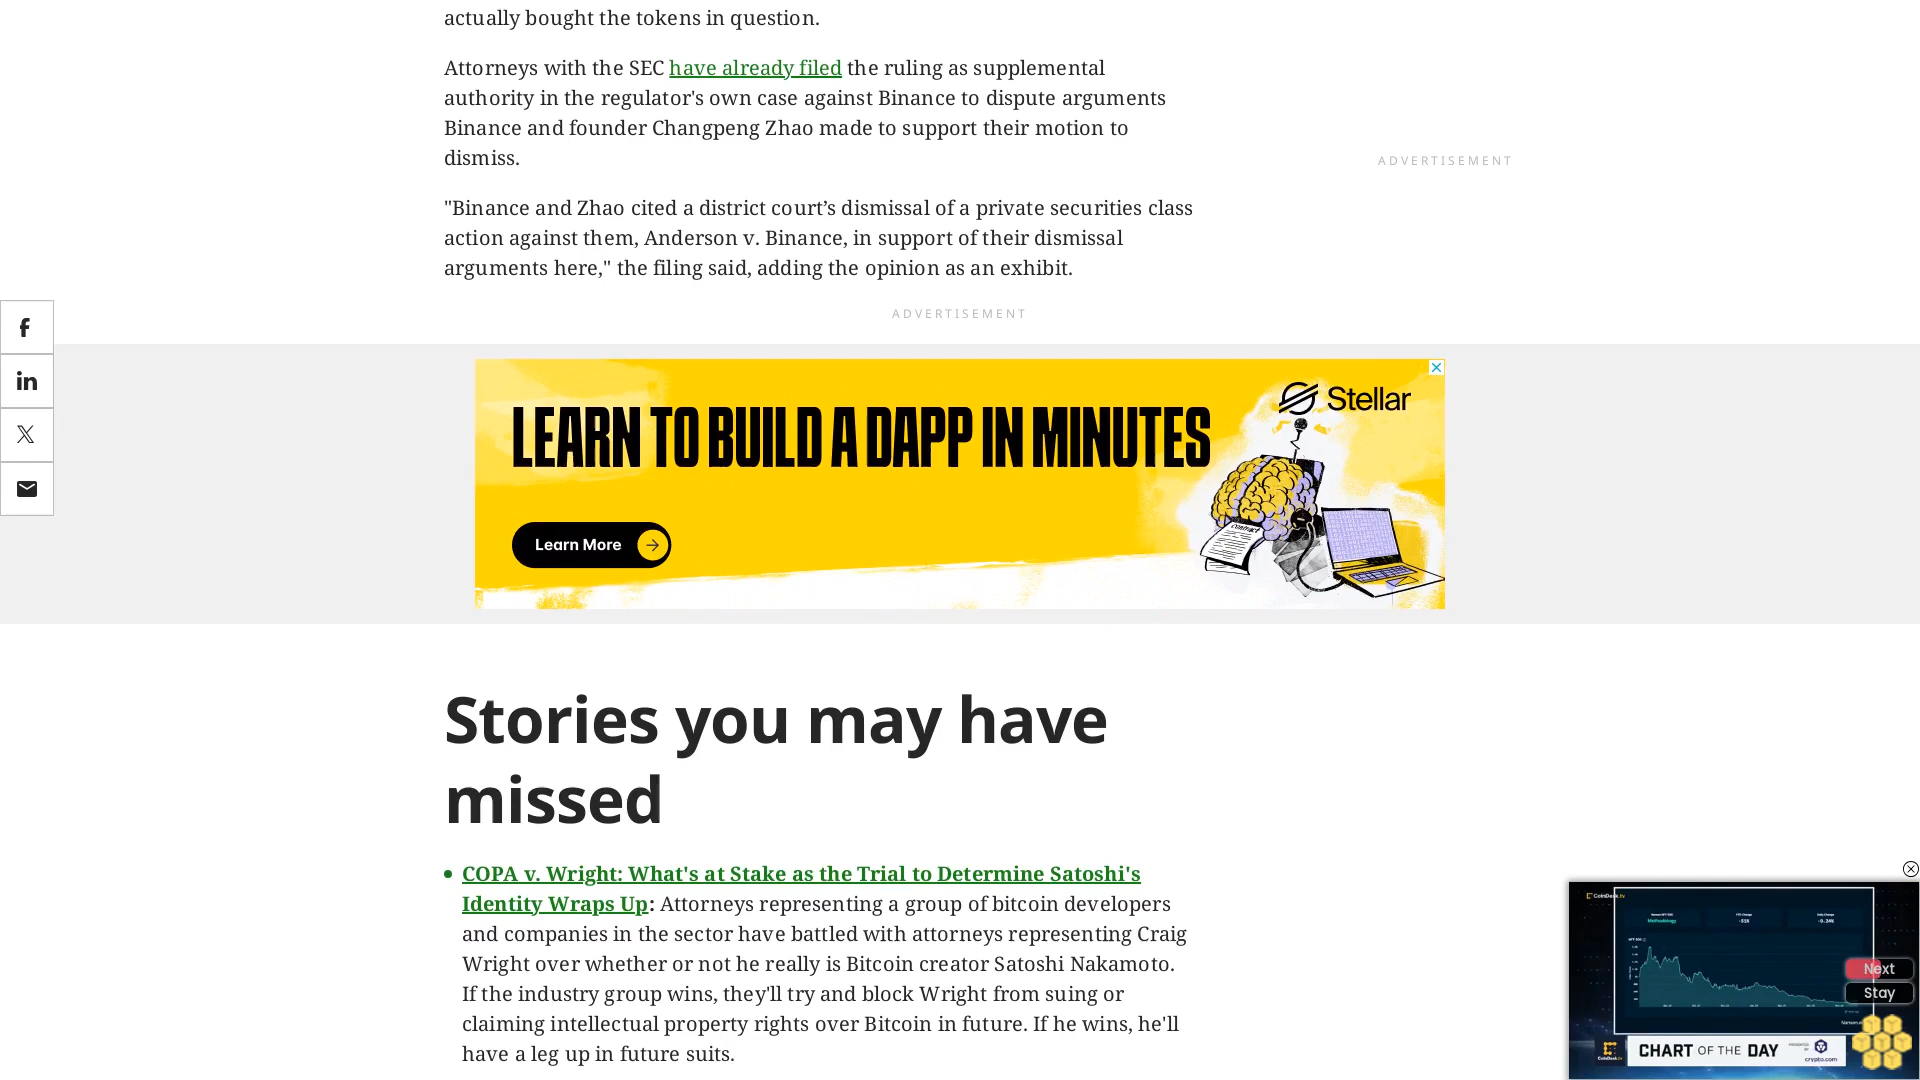 actually bought the tokens in question.
Attorneys with the SEC have already filed the ruling as supplemental
authority in the regulator's own case against Binance to dispute arguments
Binance and founder Changpeng Zhao made to support their motion to
dismiss.
ADVERTISEMENT
"Binance and Zhao cited a district court’s dismissal of a private securities class
action against them, Anderson v. Binance, in support of their dismissal
arguments here," the filing said, adding the opinion as an exhibit.
ADVERTISEMENT
Stellar
LEARN TO BUILD A DAPP IN MINUTES
contract
Learn More
Stories you may have
missed
COPA v. Wright: What's at Stake as the Trial to Determine Satoshi's
Identity Wraps Up: Attorneys representing a group of bitcoin developers
and companies in the sector have battled with attorneys representing Craig
Wright over whether or not he really is Bitcoin creator Satoshi Nakamoto.
If the industry group wins, they'll try and block Wright from suing or
claiming intellectual property rights over Bitcoin in future. If he wins, he'll
have a leg up in future suits.
Next
Stay
CHART OF THE DAY
PRESENTED BY
crypto.com